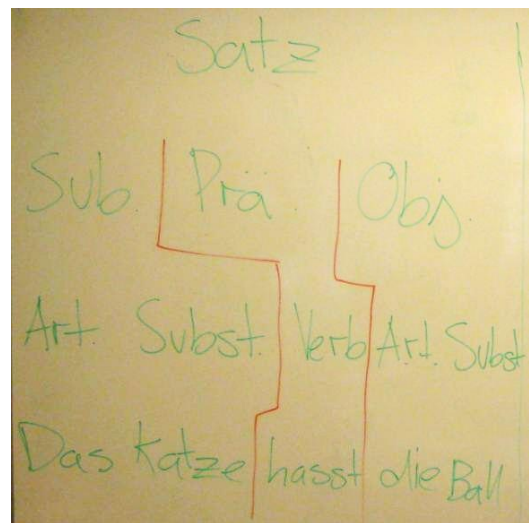 Satz
Sub. Prä. Obj.
Art. Subst. Verb Art. Subst
Das Katze hasst die Ball